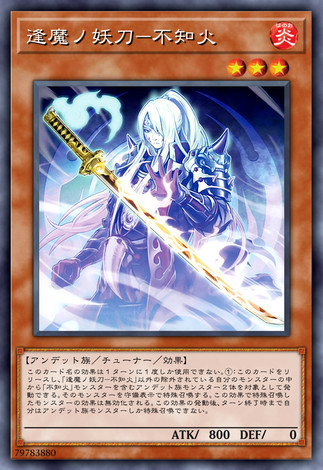 逢魔ノ妖刀－不知火
ほのお
炎
【アンデット族／チューナー／効果】
このカード名の効果は１ターンに１度しか使用できない。①：このカードをリ
リースし、「逢魔ノ妖刀－不知火」以外の除外されている自分のモンスターの中
から「不知火」モンスターを含むアンデット族モンスター２体を対象として発
動できる。そのモンスターを守備表示で特殊召喚する。この効果で特殊召喚し
たモンスターの効果は無効化される。この効果の発動後、ターン終了時まで自
分はアンデット族モンスターしか特殊召喚できない。
ATK/ 800 DEF/ 0
79783880